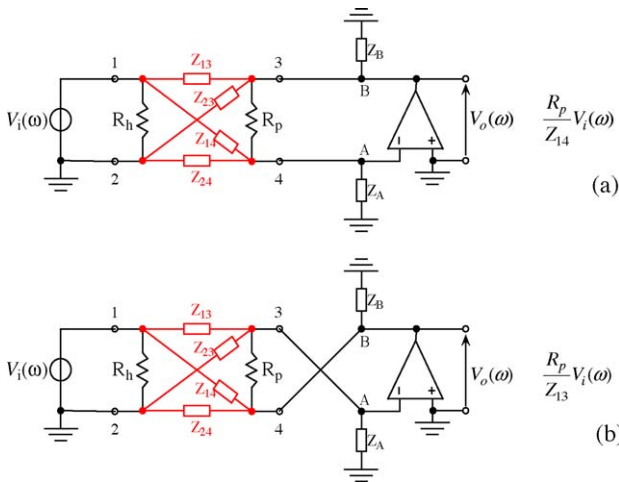 1
Z13
3
ZB
B
Vi(ω)
Rh
Z23
Rp
Z14
Vo(ω)
Rp/Z14 Vi(ω)
A
2
Z24
4
ZA
(a)
1
Z13
3
ZB
B
Vi(ω)
Rh
Z23
Rp
Z14
Vo(ω)
Rp/Z13 Vi(ω)
A
2
Z24
4
ZA
(b)